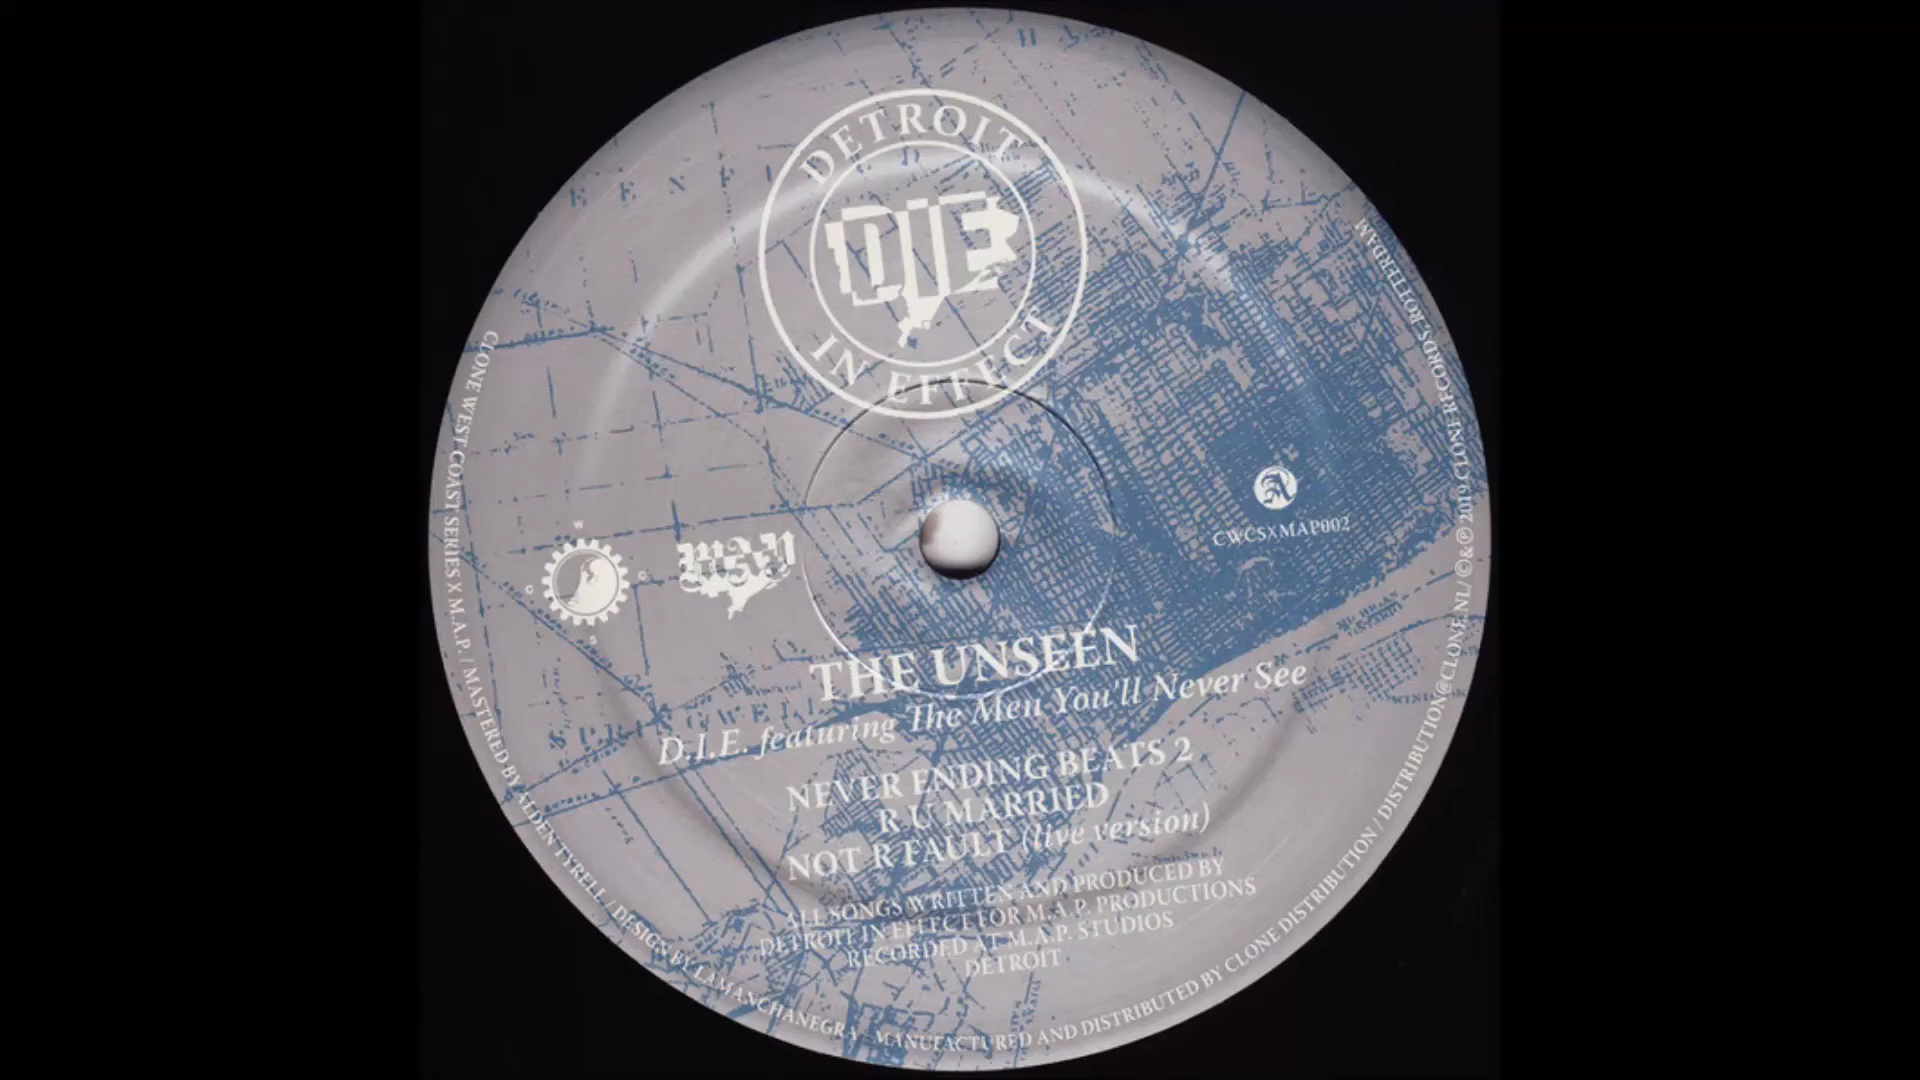 DETROIT
DIE
IN EFFECT
CWCSXMAP002
W
C
S
M.A.P.
THE UNSEEN
D.I.E. featuring The Men You'll Never See
NEVER ENDING BEATS 2
R U MARRIED
NOT R FAULT (live version)
ALL SONGS WRITTEN AND PRODUCED BY
DETROIT IN EFFECT FOR M.A.P. PRODUCTIONS
RECORDED AT M.A.P. STUDIOS
DETROIT
CLONE WEST COAST SERIES X M.A.P. / MASTERED BY ALDEN TYRELL / DESIGN BY LAMANCHANEGRA MANUFACTURED AND DISTRIBUTED BY CLONE DISTRIBUTION / DISTRIBUTION@CLONE.NL / ©&℗ 2019 CLONE RECORDS, ROTTERDAM